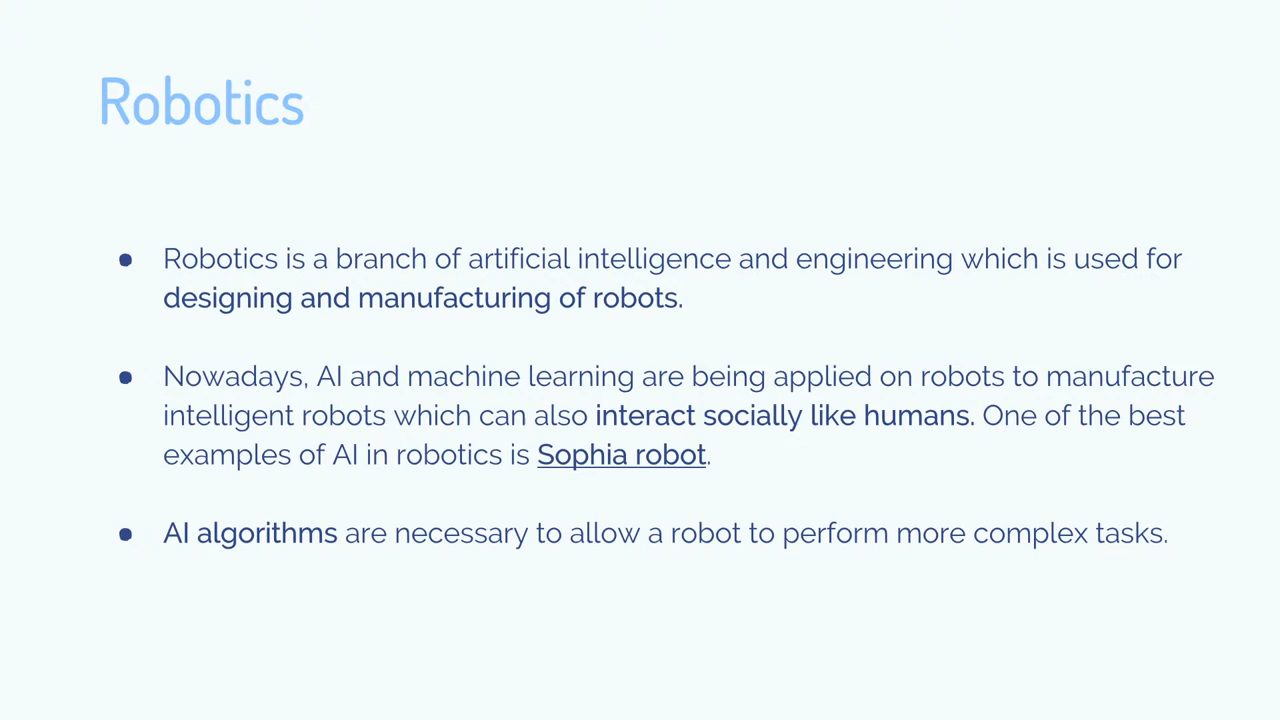 Robotics
● Robotics is a branch of artificial intelligence and engineering which is used for
designing and manufacturing of robots.
● Nowadays, AI and machine learning are being applied on robots to manufacture
intelligent robots which can also interact socially like humans. One of the best
examples of AI in robotics is Sophia robot.
● AI algorithms are necessary to allow a robot to perform more complex tasks.